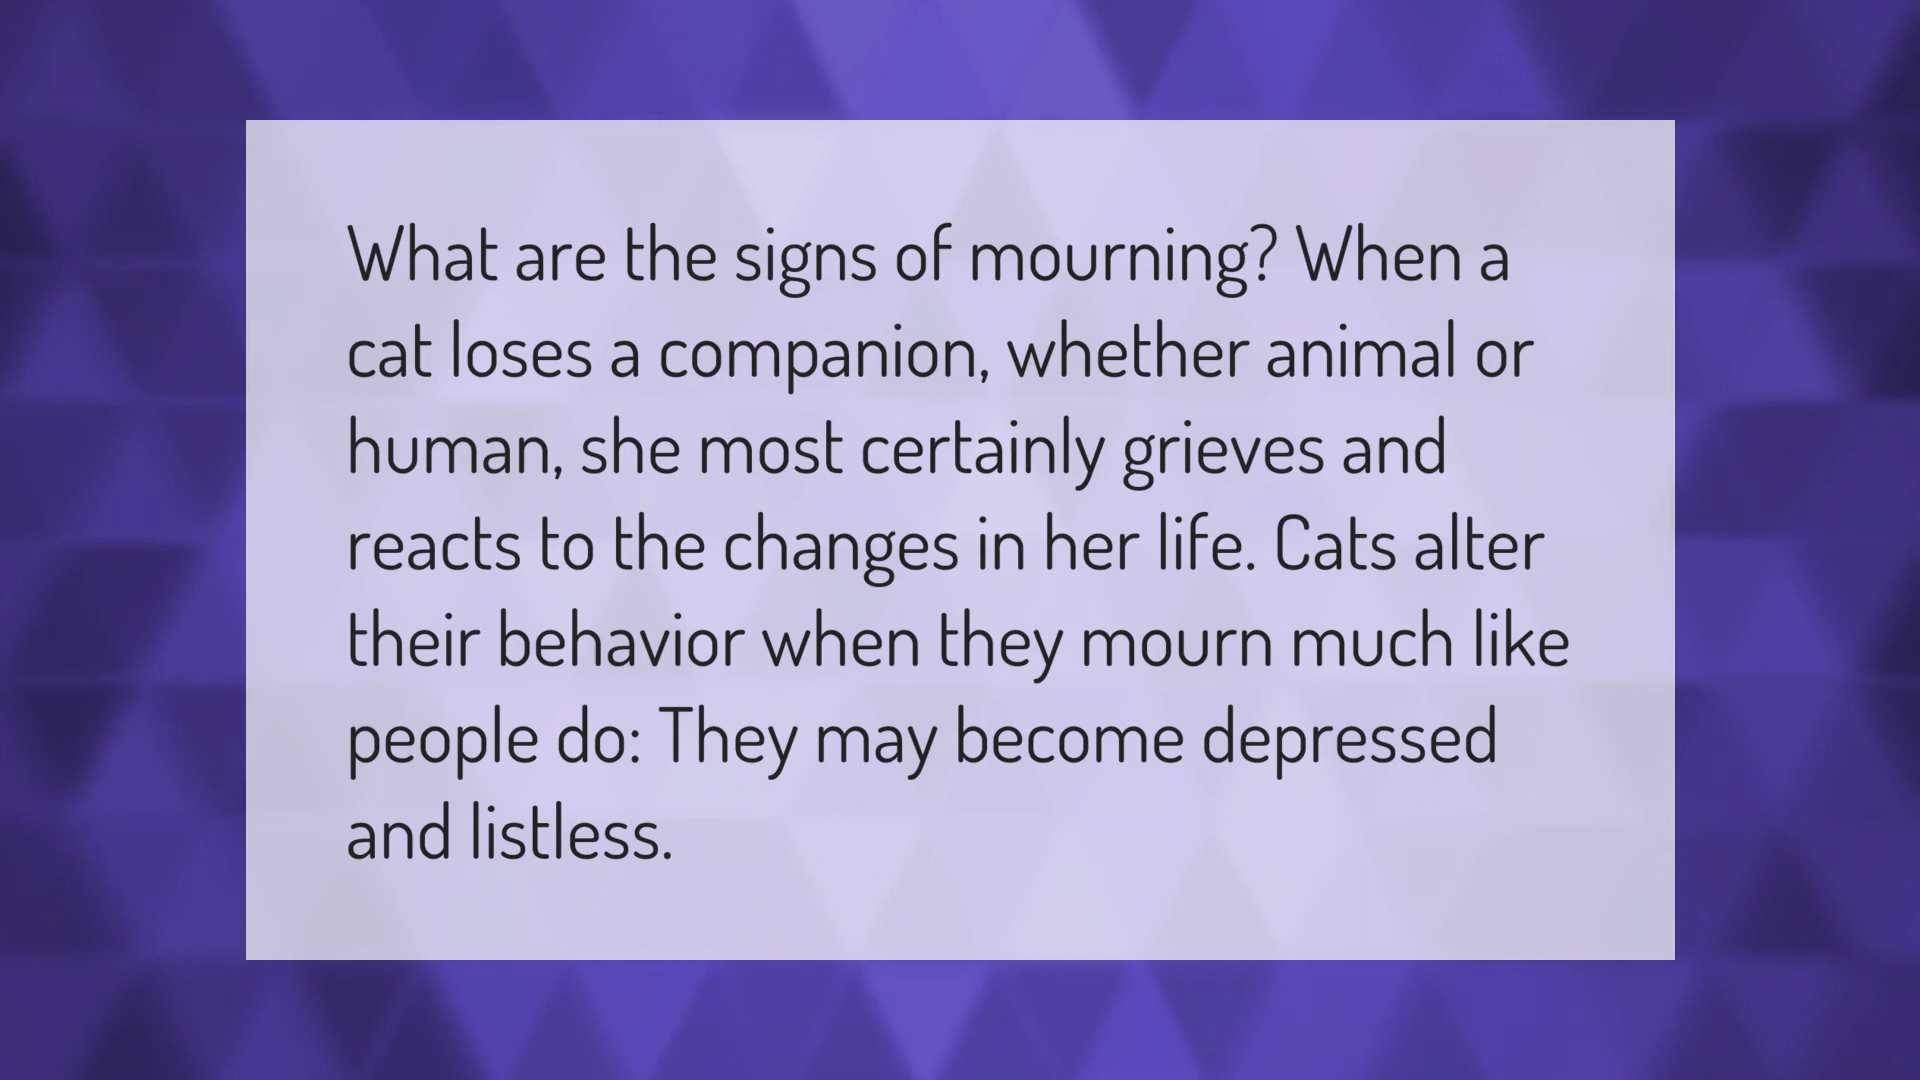 What are the signs of mourning? When a
cat loses a companion, whether animal or
human, she most certainly grieves and
reacts to the changes in her life. Cats alter
their behavior when they mourn much like
people do: They may become depressed
and listless.